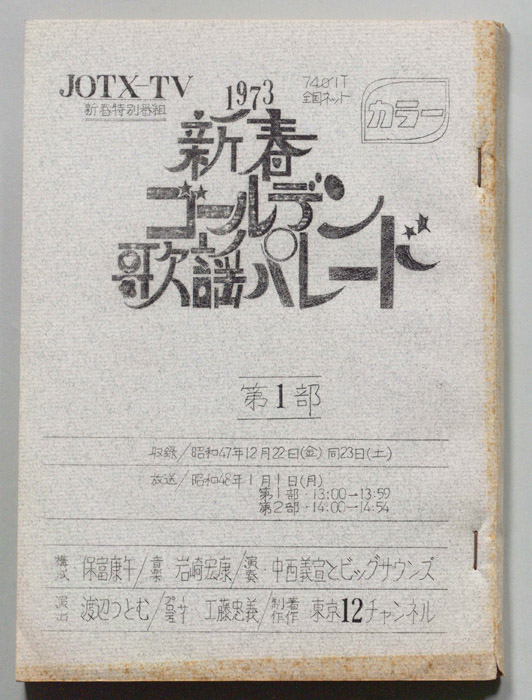 JOTX-TV
新春特別番組
全国ネット
カラー
1973
新春
ゴールデン
歌謡パレード
第1部
収録/昭和47年12月22日(金)同23日(土)
放送/昭和48年1月1日(月)
第1部・13:00→13:59
第2部・14:00→14:54
構成 保富康午/音楽 岩崎宏康/演奏 中西義宣とビッグサウンズ
演出 渡辺つとむ/ 工藤忠義/制作 著作 東京12チャンネル